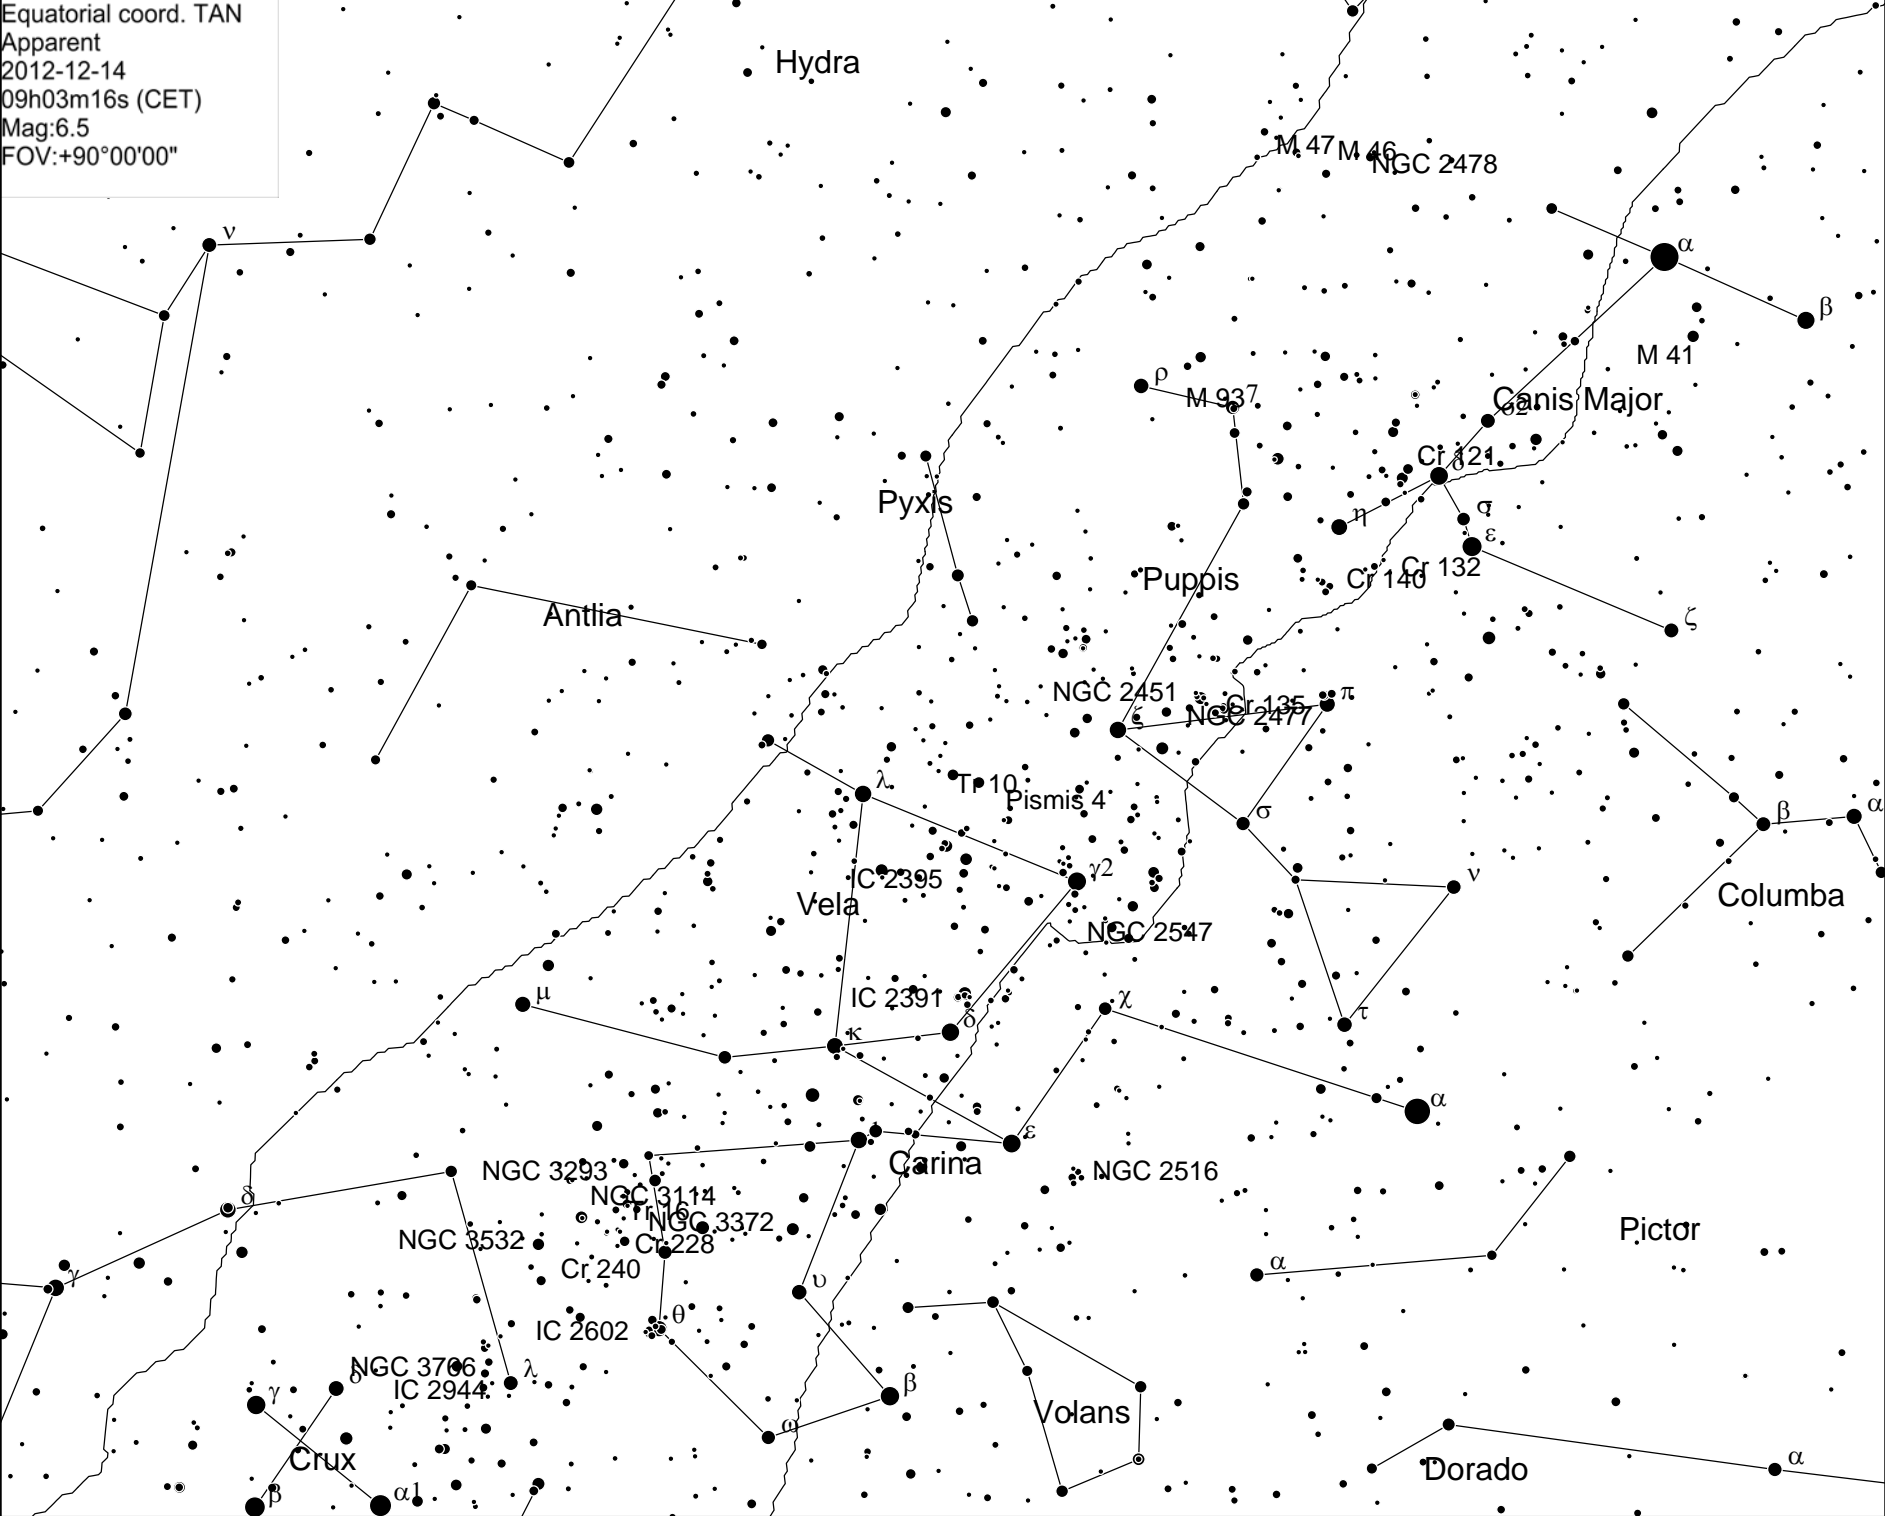 Equatorial coord. TAN
Apparent
2012-12-14
09h03m16s (CET)
Mag:6.5
FOV:+90°00'00"
Hydra
M 47
M 46
NGC 2478
ν
α
β
M 41
ρ
M 93
7
Canis Major
ο2
Cr 121
δ
Pyxis
η
σ
ε
Cr 132
Cr 140
Puppis
Antlia
ζ
NGC 2451
π
Cr 135
NGC 2477
ζ
λ
Tr 10
Pismis 4
σ
β
α
γ2
ν
IC 2395
Vela
Columba
NGC 2547
μ
IC 2391
χ
δ
τ
κ
α
ι
ε
Carina
NGC 3293
NGC 2516
δ
NGC 3114
Tr 16
NGC 3372
Pictor
NGC 3532
Cr 228
Cr 240
α
γ
υ
θ
IC 2602
NGC 3766
δ
λ
IC 2944
γ
β
Volans
ω
Crux
Dorado
α
β
α1